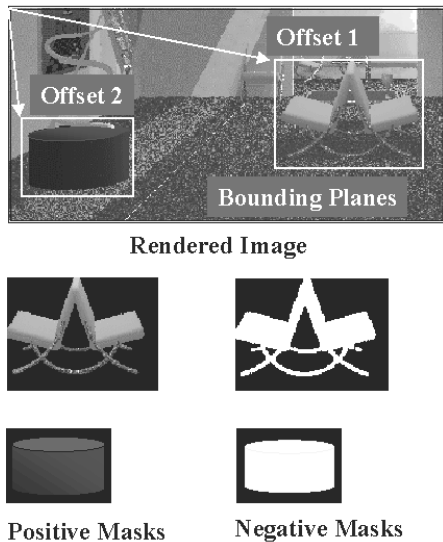 Offset 1
Offset 2
Bounding Planes
Rendered Image
Positive Masks
Negative Masks